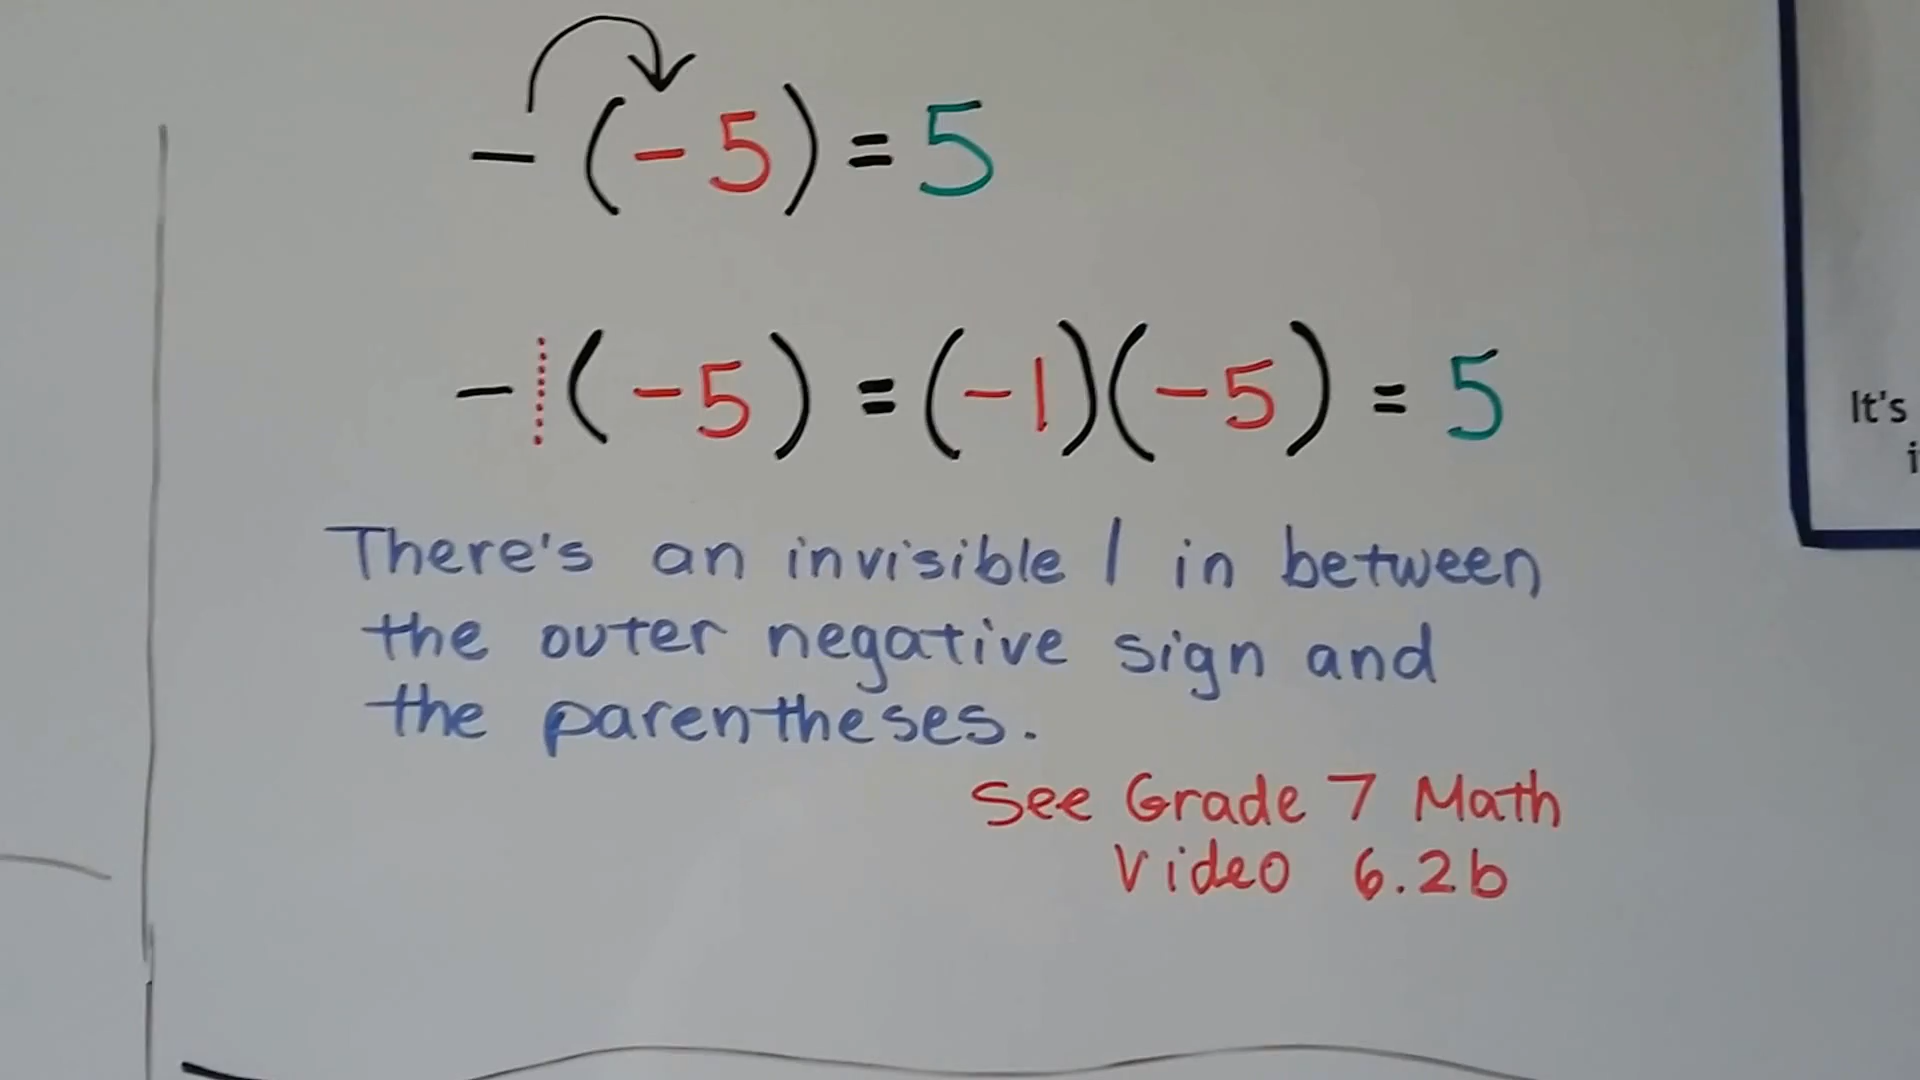 -(-5)=5
-1(-5)=(-1)(-5)=5
There's an invisible 1 in between
the outer negative sign and
the parentheses.
See Grade 7 Math
Video 6.2b
It's